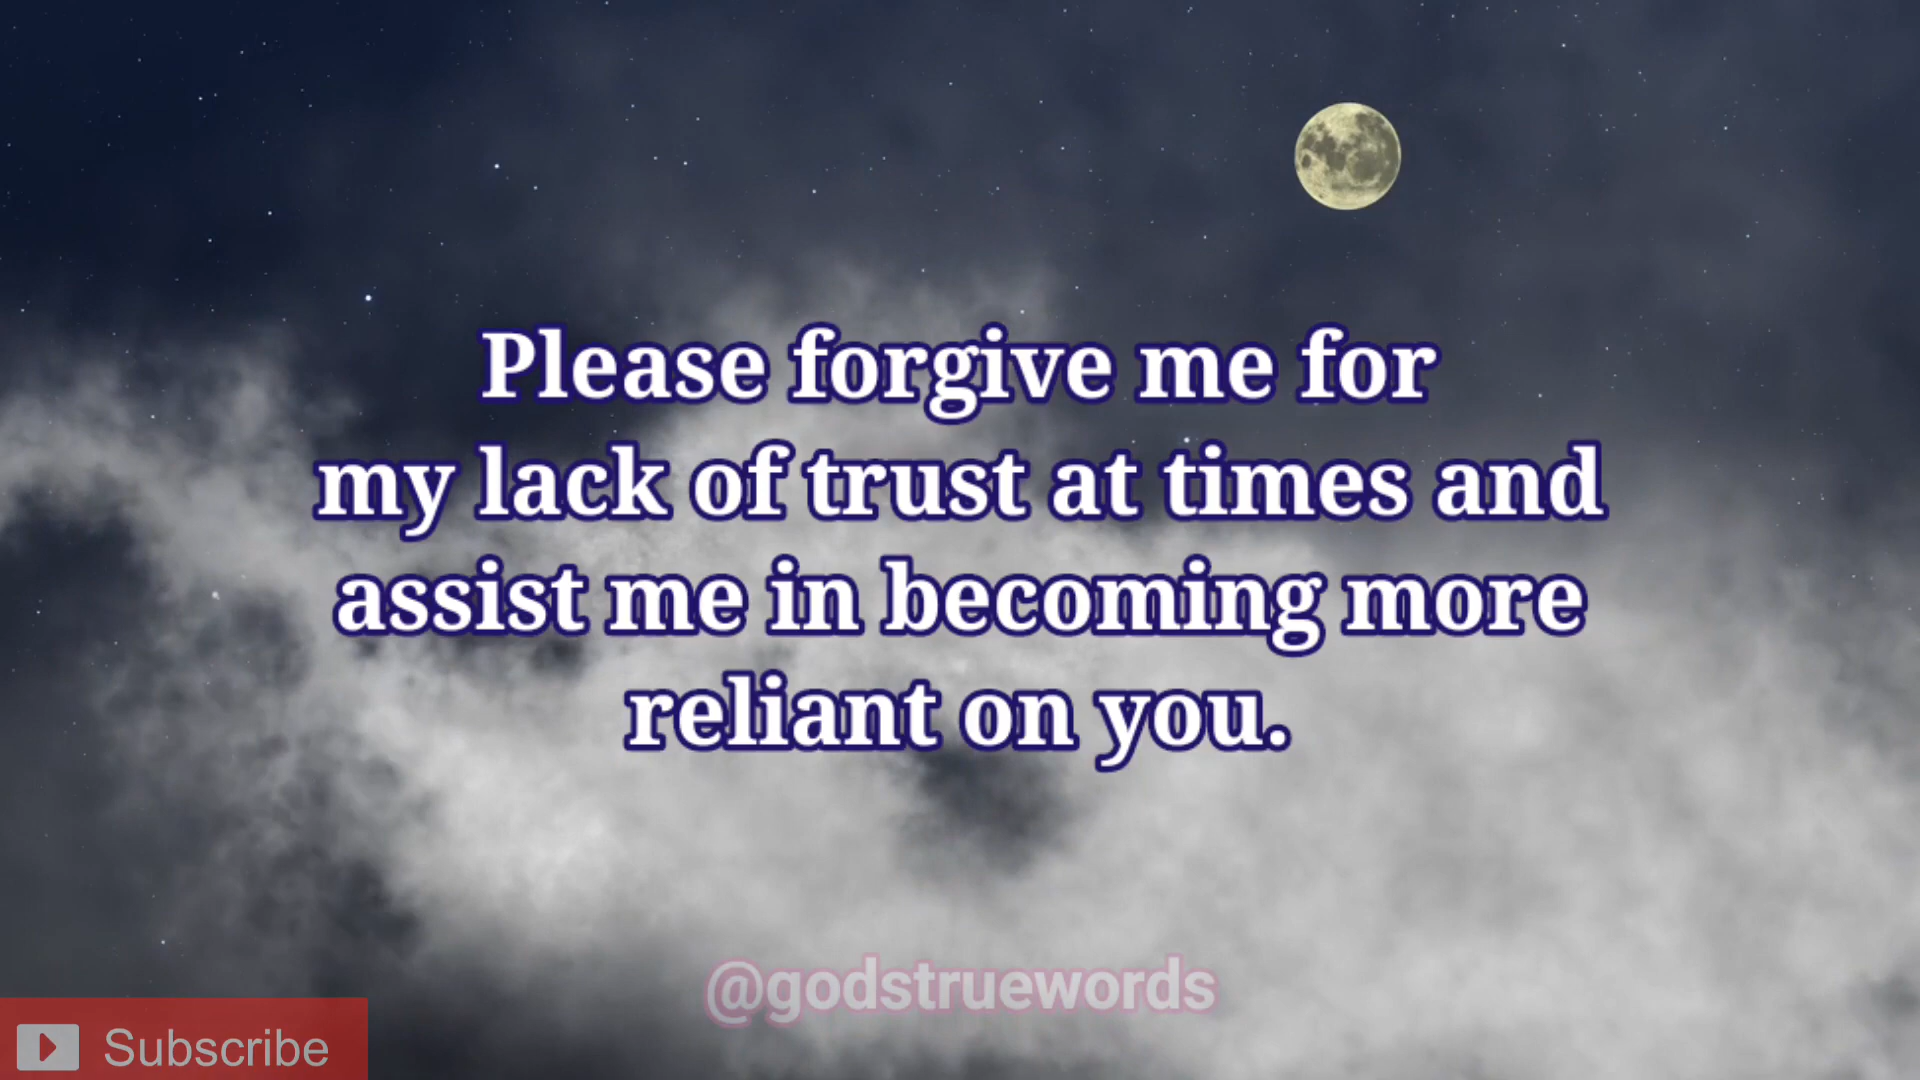 Please forgive me for
my lack of trust at times and
assist me in becoming more
reliant on you.
@godstruewords
Subscribe